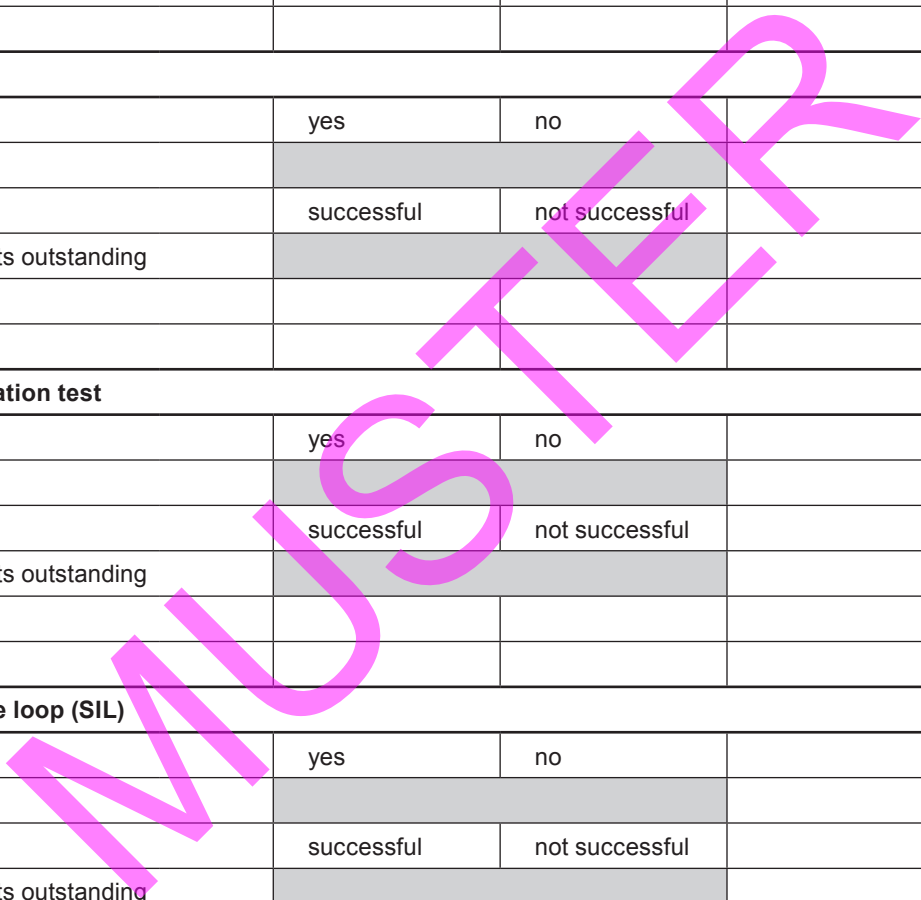 yes no
successful not successful
ts outstanding
ation test
yes no
successful not successful
ts outstanding
e loop (SIL)
yes no
successful not successful
ts outstanding
MUSTER